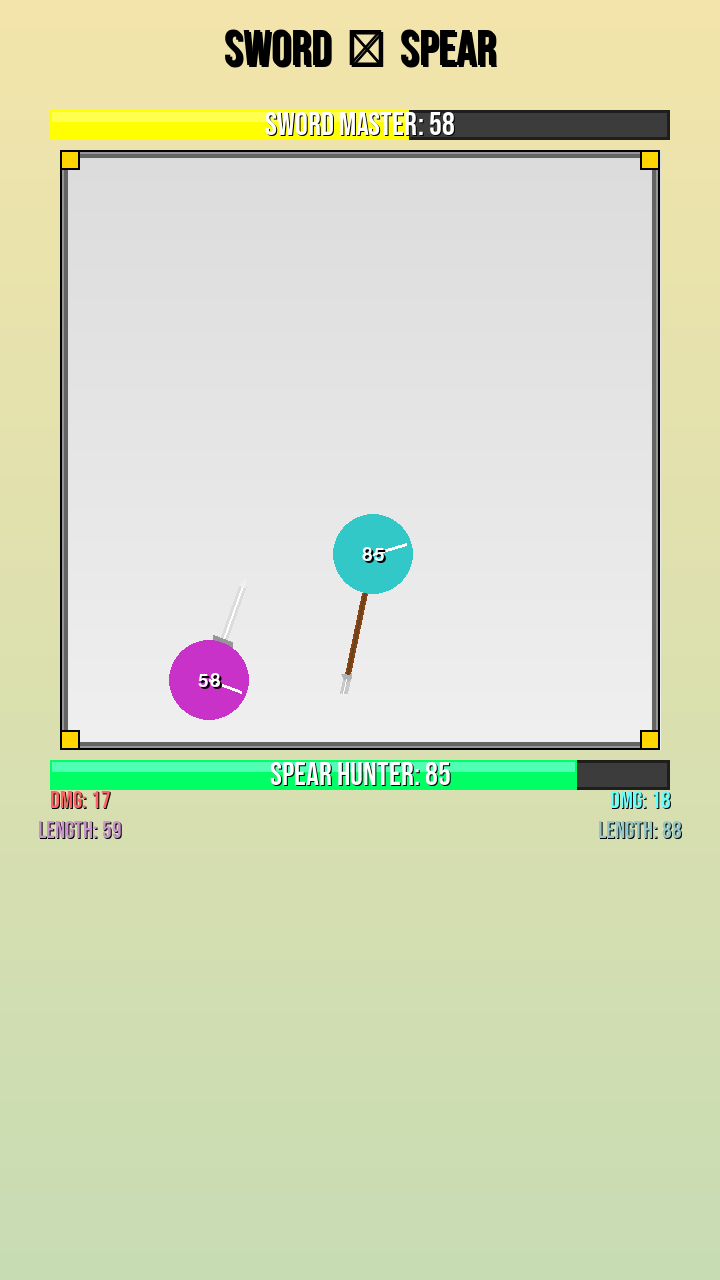 SWORD ⚔ SPEAR
SWORD MASTER: 58
85
58
SPEAR HUNTER: 85
DMG: 17
DMG: 18
LENGTH: 59
LENGTH: 88